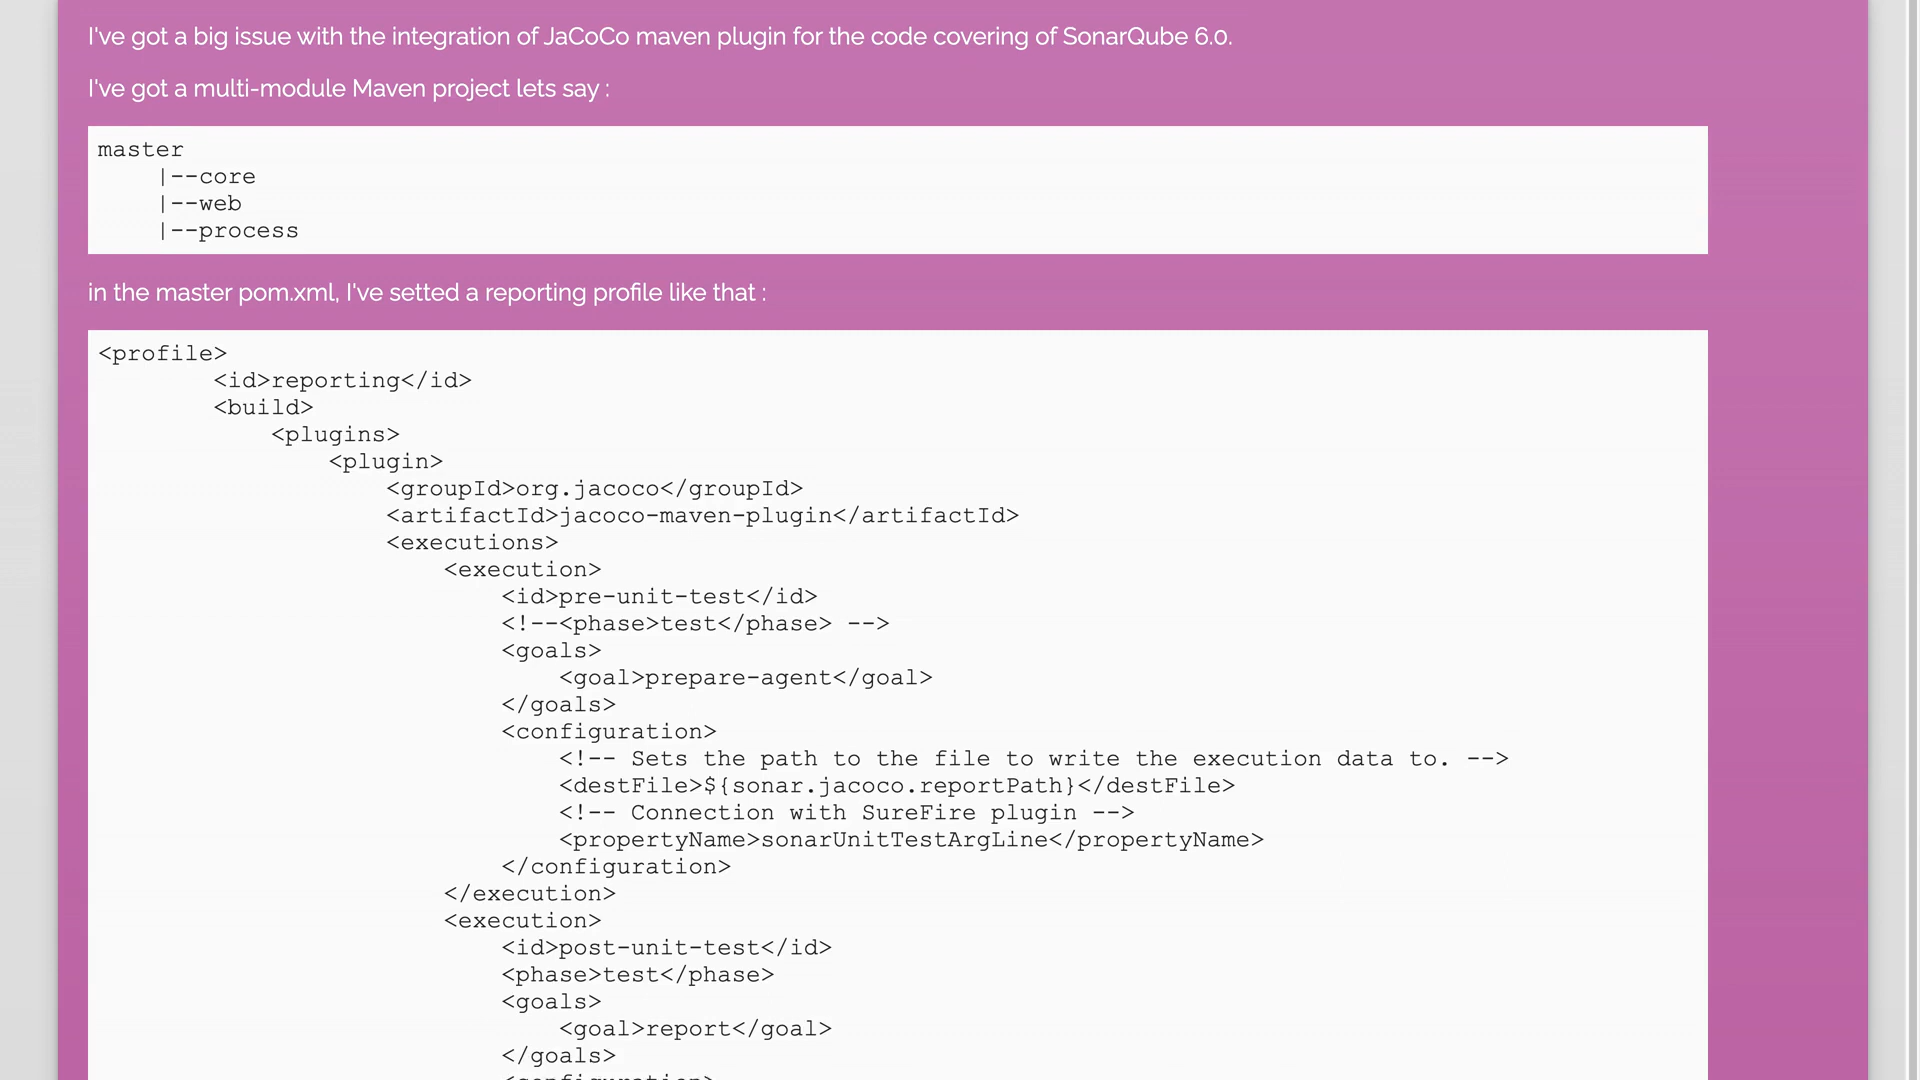 I've got a big issue with the integration of JaCoCo maven plugin for the code covering of SonarQube 6.0.
I've got a multi-module Maven project lets say :
master
|--core
|--web
|--process
in the master pom.xml, I've setted a reporting profile like that :
<profile>
<id>reporting</id>
<build>
<plugins>
<plugin>
<groupId>org.jacoco</groupId>
<artifactId>jacoco-maven-plugin</artifactId>
<executions>
<execution>
<id>pre-unit-test</id>
<!--<phase>test</phase> -->
<goals>
<goal>prepare-agent</goal>
</goals>
<configuration>
<!-- Sets the path to the file to write the execution data to. -->
<destFile>${sonar.jacoco.reportPath}</destFile>
<!-- Connection with SureFire plugin -->
<propertyName>sonarUnitTestArgLine</propertyName>
</configuration>
</execution>
<execution>
<id>post-unit-test</id>
<phase>test</phase>
<goals>
<goal>report</goal>
</goals>